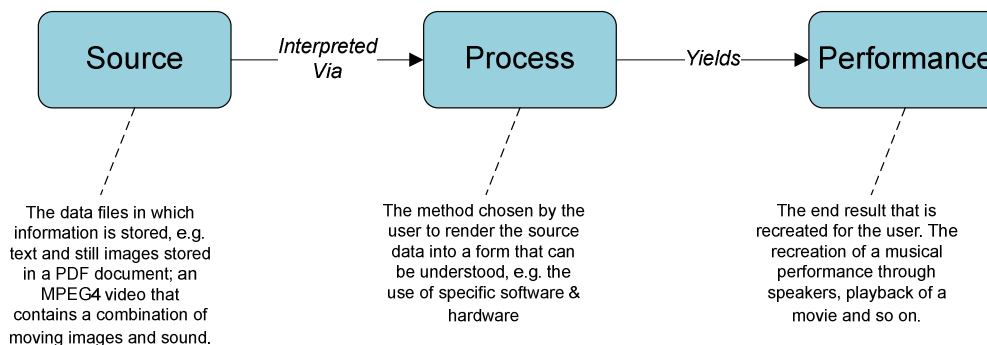 Source
Interpreted
Via
Process
Yields
Performance
The data files in which
information is stored, e.g.
text and still images stored
in a PDF document; an
MPEG4 video that
contains a combination of
moving images and sound.
The method chosen by the
user to render the source
data into a form that can
be understood, e.g. the
use of specific software &
hardware
The end result that is
recreated for the user. The
recreation of a musical
performance through
speakers, playback of a
movie and so on.